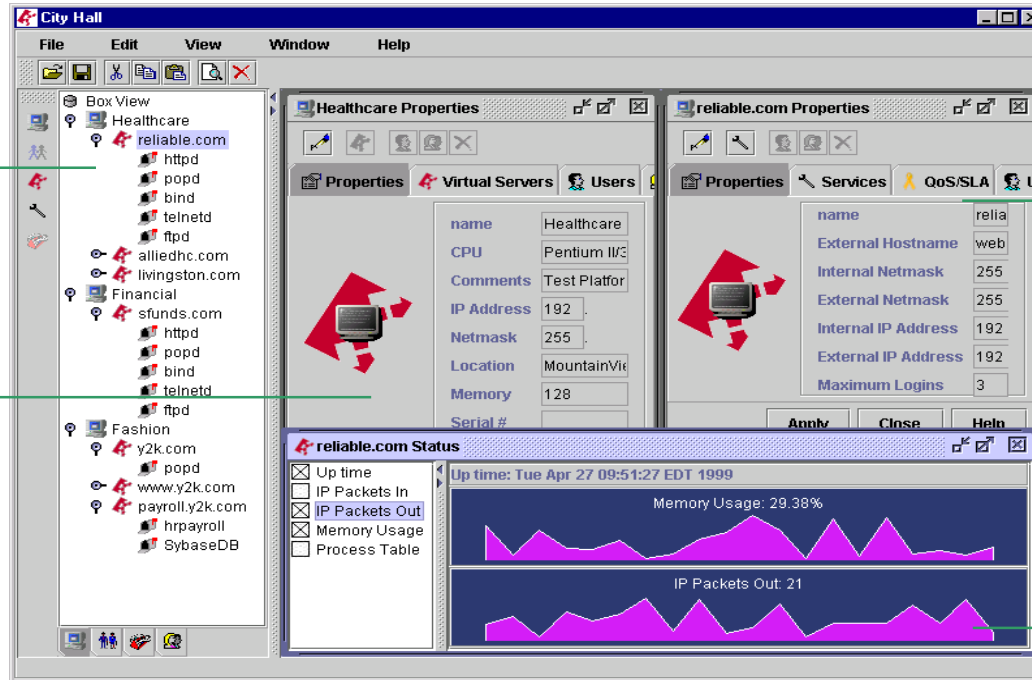 City Hall
File Edit View Window Help
Box View
Healthcare
reliable.com
httpd
popd
bind
telnetd
ftpd
alliedhc.com
livingston.com
Financial
sfunds.com
httpd
popd
bind
telnetd
ftpd
Fashion
y2k.com
popd
www.y2k.com
payroll.y2k.com
hrpayroll
SybaseDB
Healthcare Properties
Properties Virtual Servers Users
name Healthcare
CPU Pentium II/3
Comments Test Platfor
IP Address 192 .
Netmask 255 .
Location MountainVie
Memory 128
Serial #
reliable.com Properties
Properties Services QoS/SLA U
name relia
External Hostname web
Internal Netmask 255
External Netmask 255
Internal IP Address 192
External IP Address 192
Maximum Logins 3
Apply Close Help
reliable.com Status
Up time
IP Packets In
IP Packets Out
Memory Usage
Process Table
Up time: Tue Apr 27 09:51:27 EDT 1999
Memory Usage: 29.38%
IP Packets Out: 21